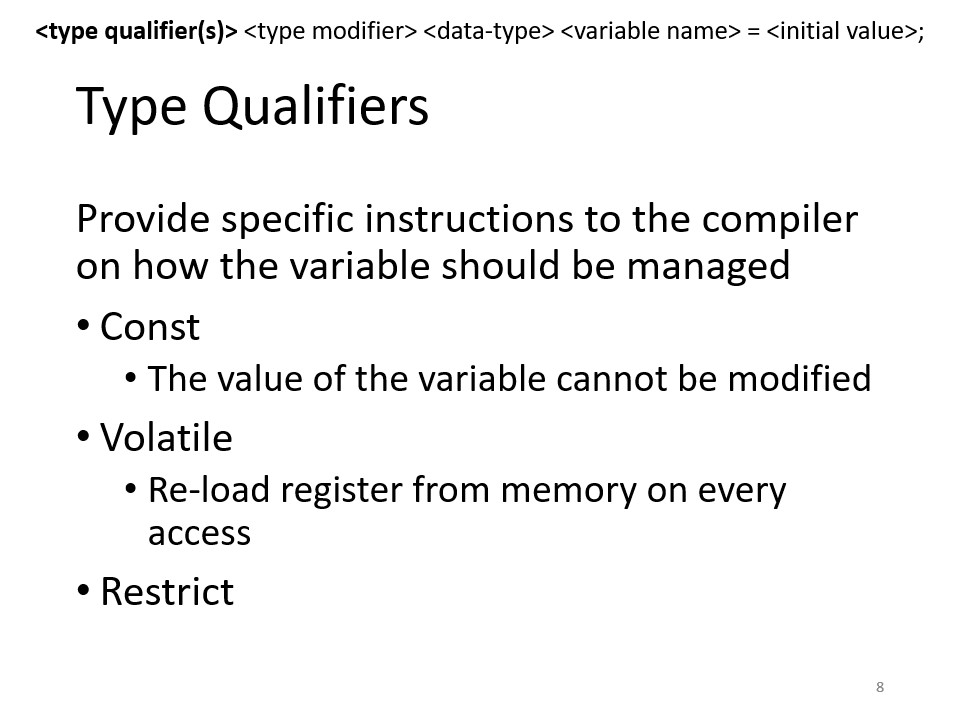 <type qualifier(s)> <type modifier> <data-type> <variable name> = <initial value>;
Type Qualifiers
Provide specific instructions to the compiler
on how the variable should be managed
• Const
• The value of the variable cannot be modified
• Volatile
• Re-load register from memory on every
access
• Restrict
8